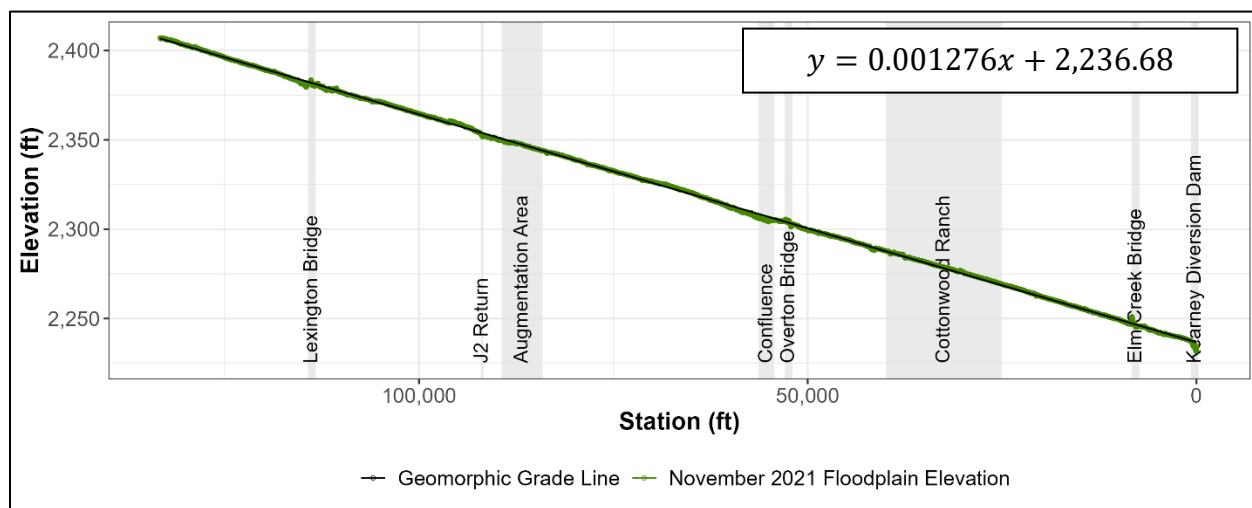 y = 0.001276x + 2,236.68
Elevation (ft)
2,400
2,350
2,300
2,250
Lexington Bridge
J2 Return
Augmentation Area
Confluence
Overton Bridge
Cottonwood Ranch
Elm Creek Bridge
Kearney Diversion Dam
100,000
50,000
0
Station (ft)
Geomorphic Grade Line
November 2021 Floodplain Elevation